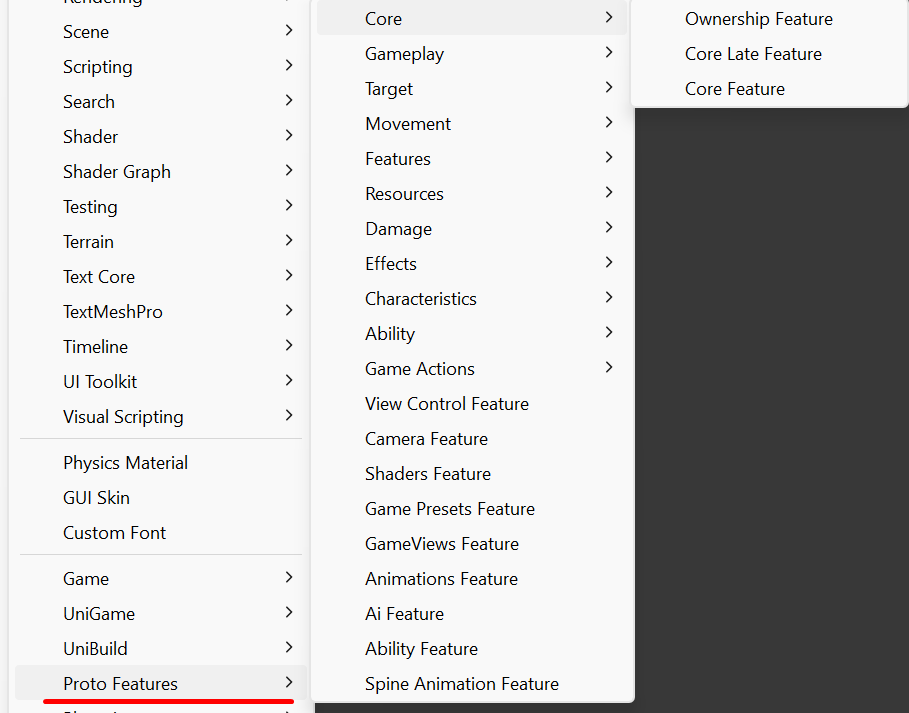 Rendering
Scene
Scripting
Search
Shader
Shader Graph
Testing
Terrain
Text Core
TextMeshPro
Timeline
UI Toolkit
Visual Scripting
Physics Material
GUI Skin
Custom Font
Game
UniGame
UniBuild
Proto Features
Core
Gameplay
Target
Movement
Features
Resources
Damage
Effects
Characteristics
Ability
Game Actions
View Control Feature
Camera Feature
Shaders Feature
Game Presets Feature
GameViews Feature
Animations Feature
Ai Feature
Ability Feature
Spine Animation Feature
Ownership Feature
Core Late Feature
Core Feature